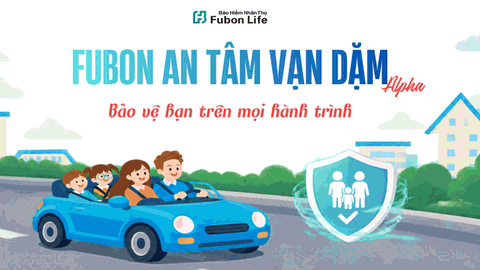 Bảo Hiểm Nhân Thọ
Fubon Life
FUBON AN TÂM VẠN DẶM
Alpha
Bảo vệ bạn trên mọi hành trình